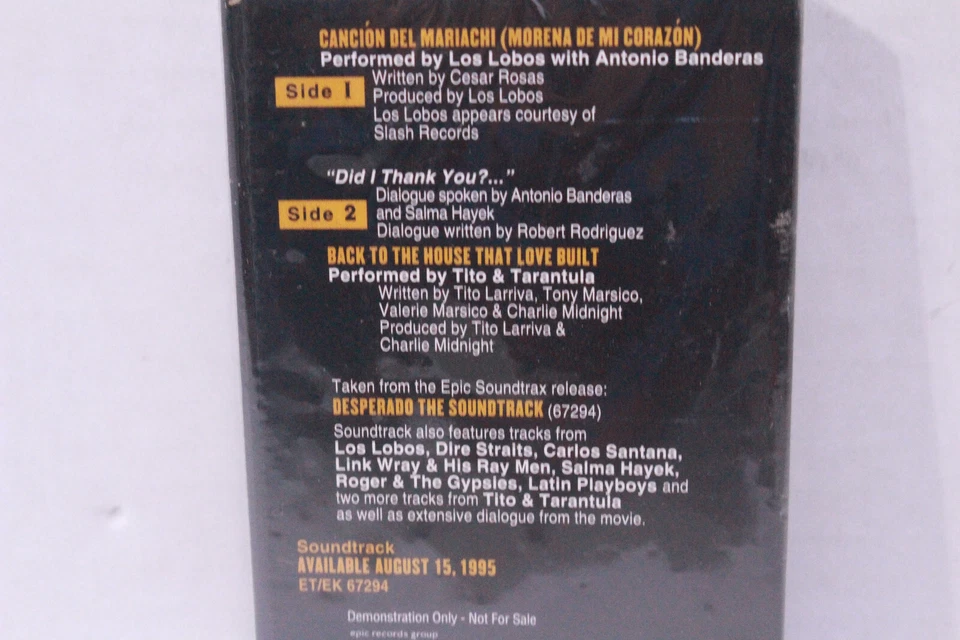 CANCIÓN DEL MARIACHI (MORENA DE MI CORAZÓN)
Performed by Los Lobos with Antonio Banderas
Side 1
Written by Cesar Rosas
Produced by Los Lobos
Los Lobos appears courtesy of
Slash Records
“Did I Thank You?...”
Side 2
Dialogue spoken by Antonio Banderas
and Salma Hayek
Dialogue written by Robert Rodriguez
BACK TO THE HOUSE THAT LOVE BUILT
Performed by Tito & Tarantula
Written by Tito Larriva, Tony Marsico,
Valerie Marsico & Charlie Midnight
Produced by Tito Larriva &
Charlie Midnight
Taken from the Epic Soundtrax release:
DESPERADO THE SOUNDTRACK (67294)
Soundtrack also features tracks from
Los Lobos, Dire Straits, Carlos Santana,
Link Wray & His Ray Men, Salma Hayek,
Roger & The Gypsies, Latin Playboys and
two more tracks from Tito & Tarantula
as well as extensive dialogue from the movie.
Soundtrack
AVAILABLE AUGUST 15, 1995
ET/EK 67294
Demonstration Only - Not For Sale
epic records group